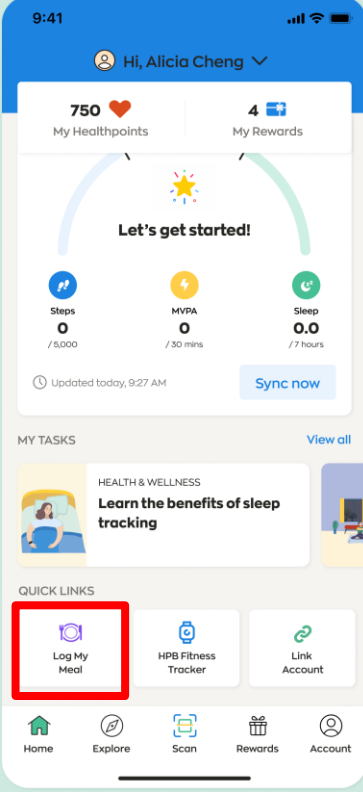 9:41
Hi, Alicia Cheng
750
4
My Healthpoints
My Rewards
Let's get started!
Steps
MVPA
Sleep
0
0
0.0
/ 5,000
/ 30 mins
/ 7 hours
Updated today, 9:27 AM
Sync now
MY TASKS
View all
HEALTH & WELLNESS
Learn the benefits of sleep
tracking
QUICK LINKS
Log My
Meal
HPB Fitness
Tracker
Link
Account
Home
Explore
Scan
Rewards
Account